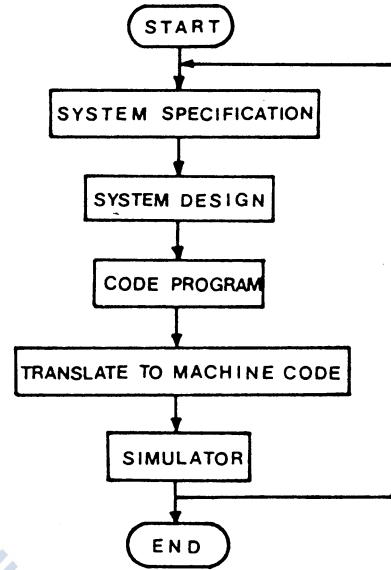 START
SYSTEM SPECIFICATION
SYSTEM DESIGN
CODE PROGRAM
TRANSLATE TO MACHINE CODE
SIMULATOR
END